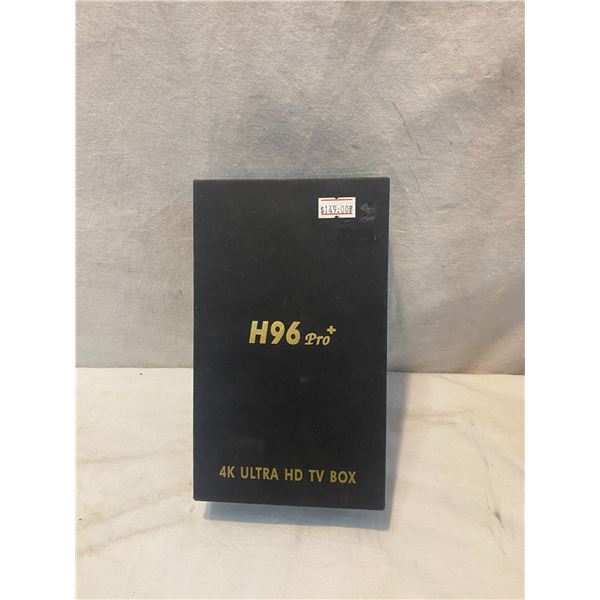 $149.00
H96 Pro+
4K ULTRA HD TV BOX